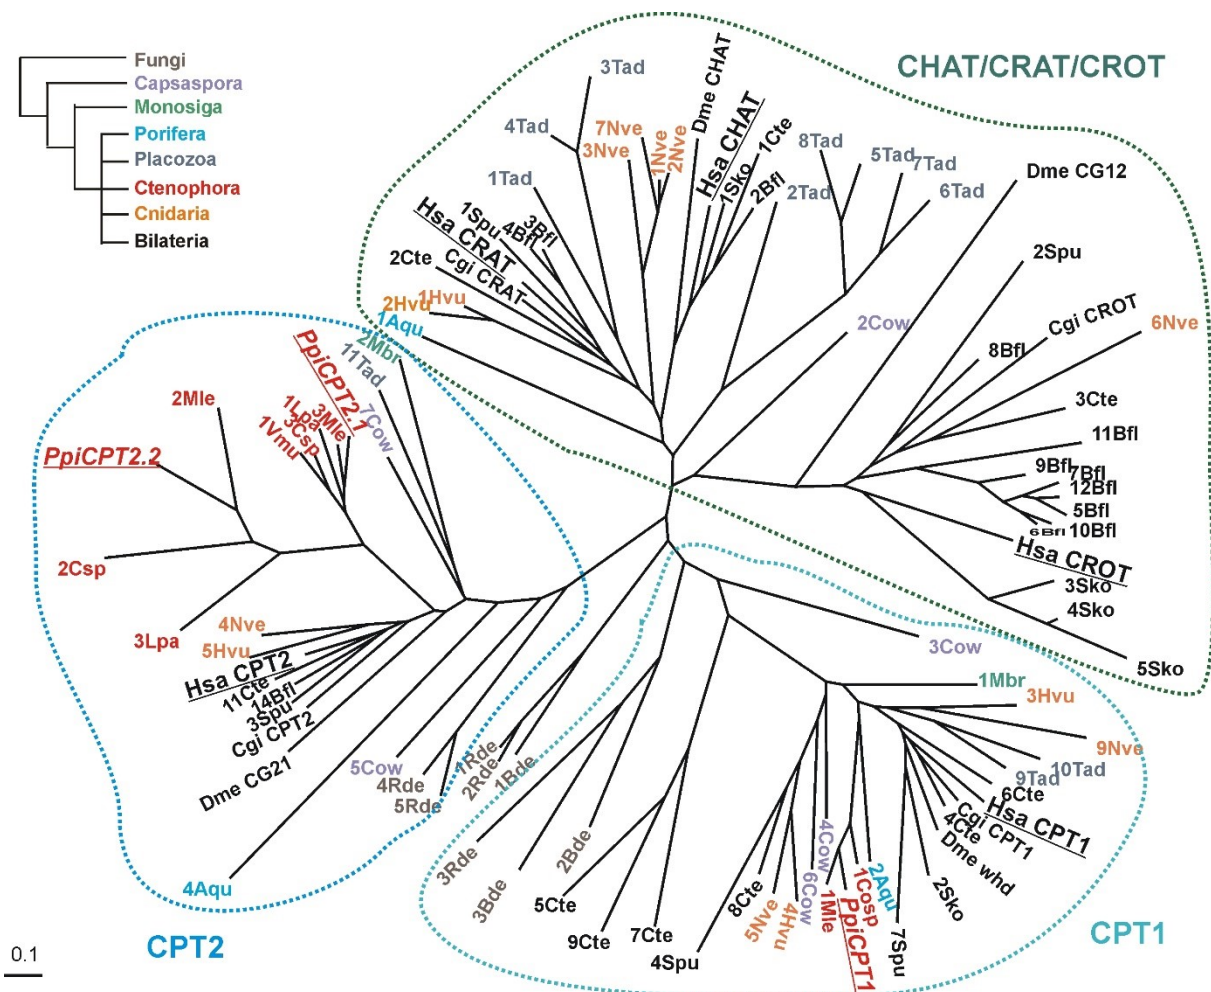 Fungi
Capsaspora
Monosiga
Porifera
Placozoa
Ctenophora
Cnidaria
Bilateria
CHAT/CRAT/CROT
3Tad
4Tad
7Nve
3Nve
1Nve
2Nve
Dme CHAT
Hsa CHAT
1Sko
1Cte
2Bfl
8Tad
5Tad
7Tad
2Tad
6Tad
Dme CG12
1Tad
3Bfl
4Bfl
1Spu
Hsa CRAT
Cgi CRAT
2Cte
1Hvu
2Hvu
1Aqu
2Spu
Cgi CROT
6Nve
2Cow
8Bfl
3Cte
11Bfl
9Bfl
7Bfl
12Bfl
5Bfl
6Bfl
10Bfl
Hsa CROT
3Sko
4Sko
5Sko
2Mbr
11Tad
7Cow
PpiCPT2.1
3Mle
1Lpa
3Csp
1Vmu
2Mle
PpiCPT2.2
2Csp
3Lpa
4Nve
5Hvu
Hsa CPT2
11Cte
14Bfl
3Spu
Cgi CPT2
Dme CG21
4Aqu
5Cow
4Rde
5Rde
1Rde
2Rde
1Bde
CPT2
0.1
3Rde
3Bde
2Bde
5Cte
9Cte
7Cte
4Spu
8Cte
5Nve
4Hvu
6Cow
4Cow
1Mle
PpiCPT1
1Cosp
2Aqu
7Spu
2Sko
Dme whd
4Cte
Cgi CPT1
Hsa CPT1
6Cte
9Tad
10Tad
9Nve
3Hvu
1Mbr
3Cow
CPT1